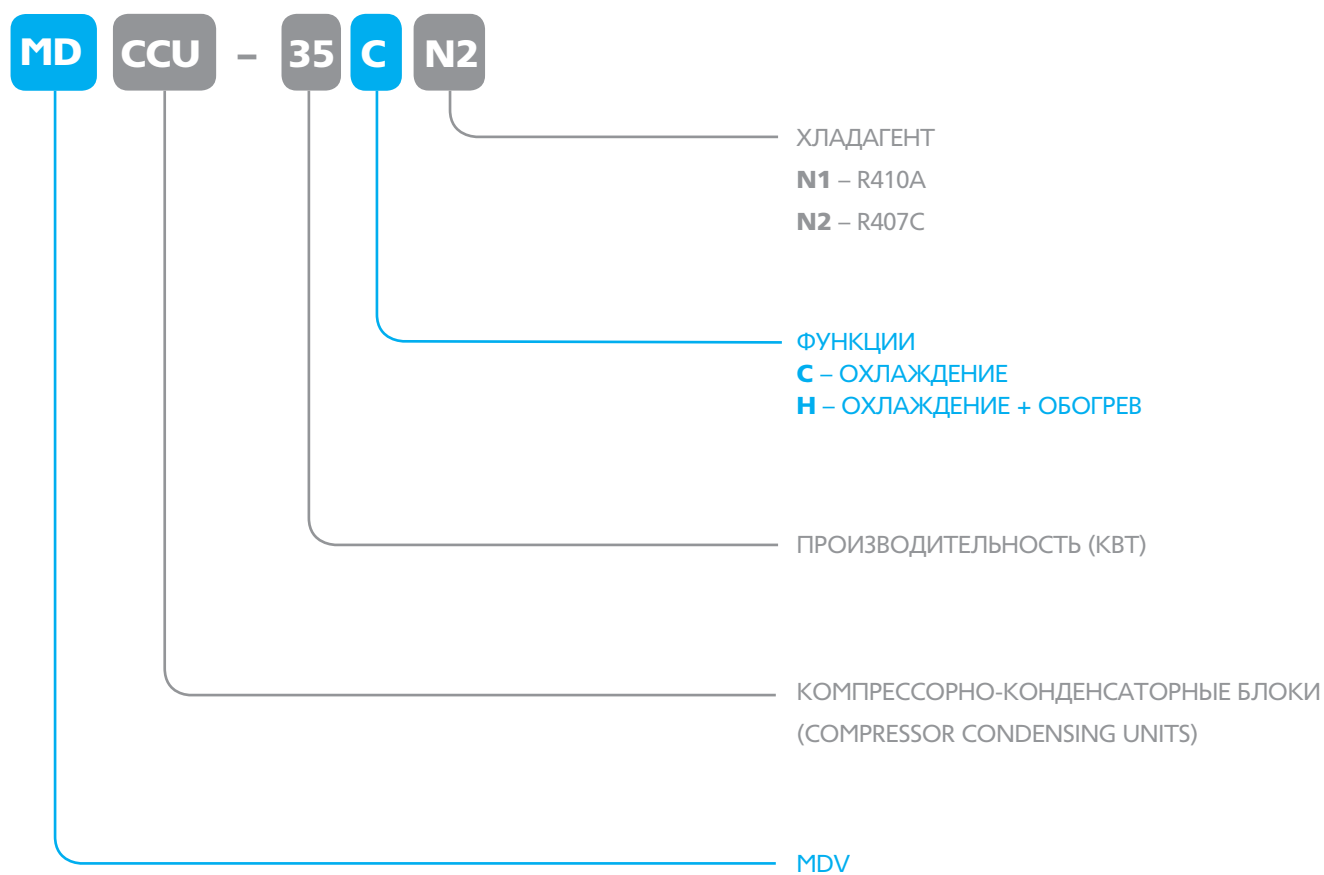 MD CCU – 35 C N2
ХЛАДАГЕНТ
N1 – R410A
N2 – R407C
ФУНКЦИИ
C – ОХЛАЖДЕНИЕ
H – ОХЛАЖДЕНИЕ + ОБОГРЕВ
ПРОИЗВОДИТЕЛЬНОСТЬ (КВТ)
КОМПРЕССОРНО-КОНДЕНСАТОРНЫЕ БЛОКИ
(COMPRESSOR CONDENSING UNITS)
MDV